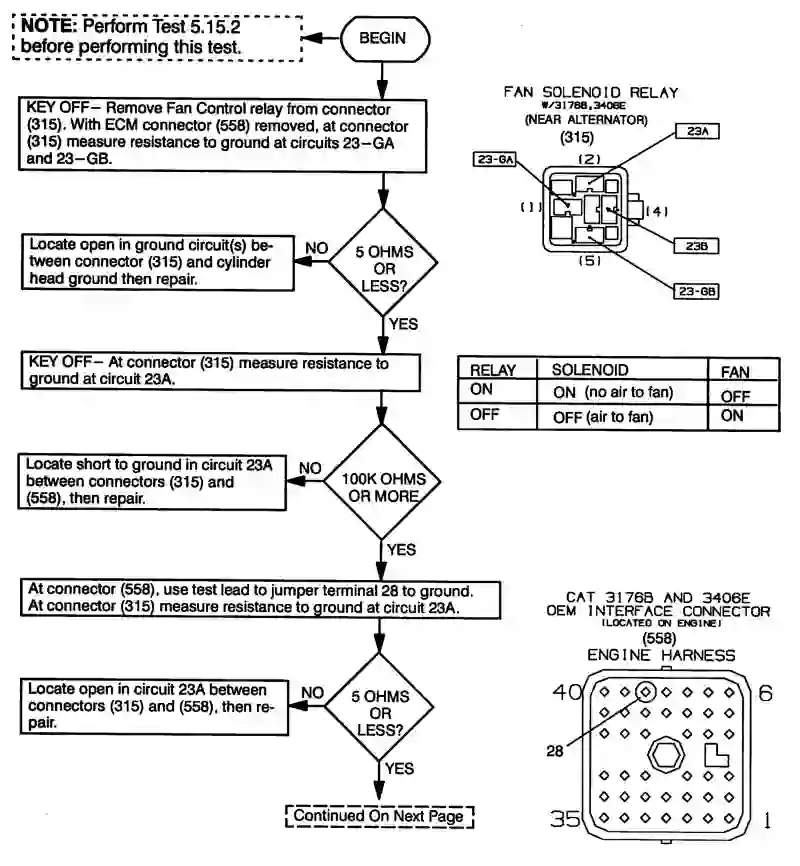 NOTE: Perform Test 5.15.2
before performing this test.
BEGIN
KEY OFF– Remove Fan Control relay from connector
(315). With ECM connector (558) removed, at connector
(315) measure resistance to ground at circuits 23–GA
and 23–GB.
5 OHMS
OR
LESS?
NO
Locate open in ground circuit(s) be-
tween connector (315) and cylinder
head ground then repair.
YES
KEY OFF– At connector (315) measure resistance to
ground at circuit 23A.
100K OHMS
OR MORE
NO
Locate short to ground in circuit 23A
between connectors (315) and
(558), then repair.
YES
At connector (558), use test lead to jumper terminal 28 to ground.
At connector (315) measure resistance to ground at circuit 23A.
5 OHMS
OR
LESS?
NO
Locate open in circuit 23A between
connectors (315) and (558), then re-
pair.
YES
Continued On Next Page
FAN SOLENOID RELAY
W/3176B,3406E
(NEAR ALTERNATOR)
(315)
23A
23-GA
(2)
(1)
(4)
23B
(5)
23-GB
RELAY SOLENOID FAN
ON ON (no air to fan) OFF
OFF OFF (air to fan) ON
CAT 3176B AND 3406E
OEM INTERFACE CONNECTOR
(LOCATED ON ENGINE)
(558)
ENGINE HARNESS
40 6
28
35 1